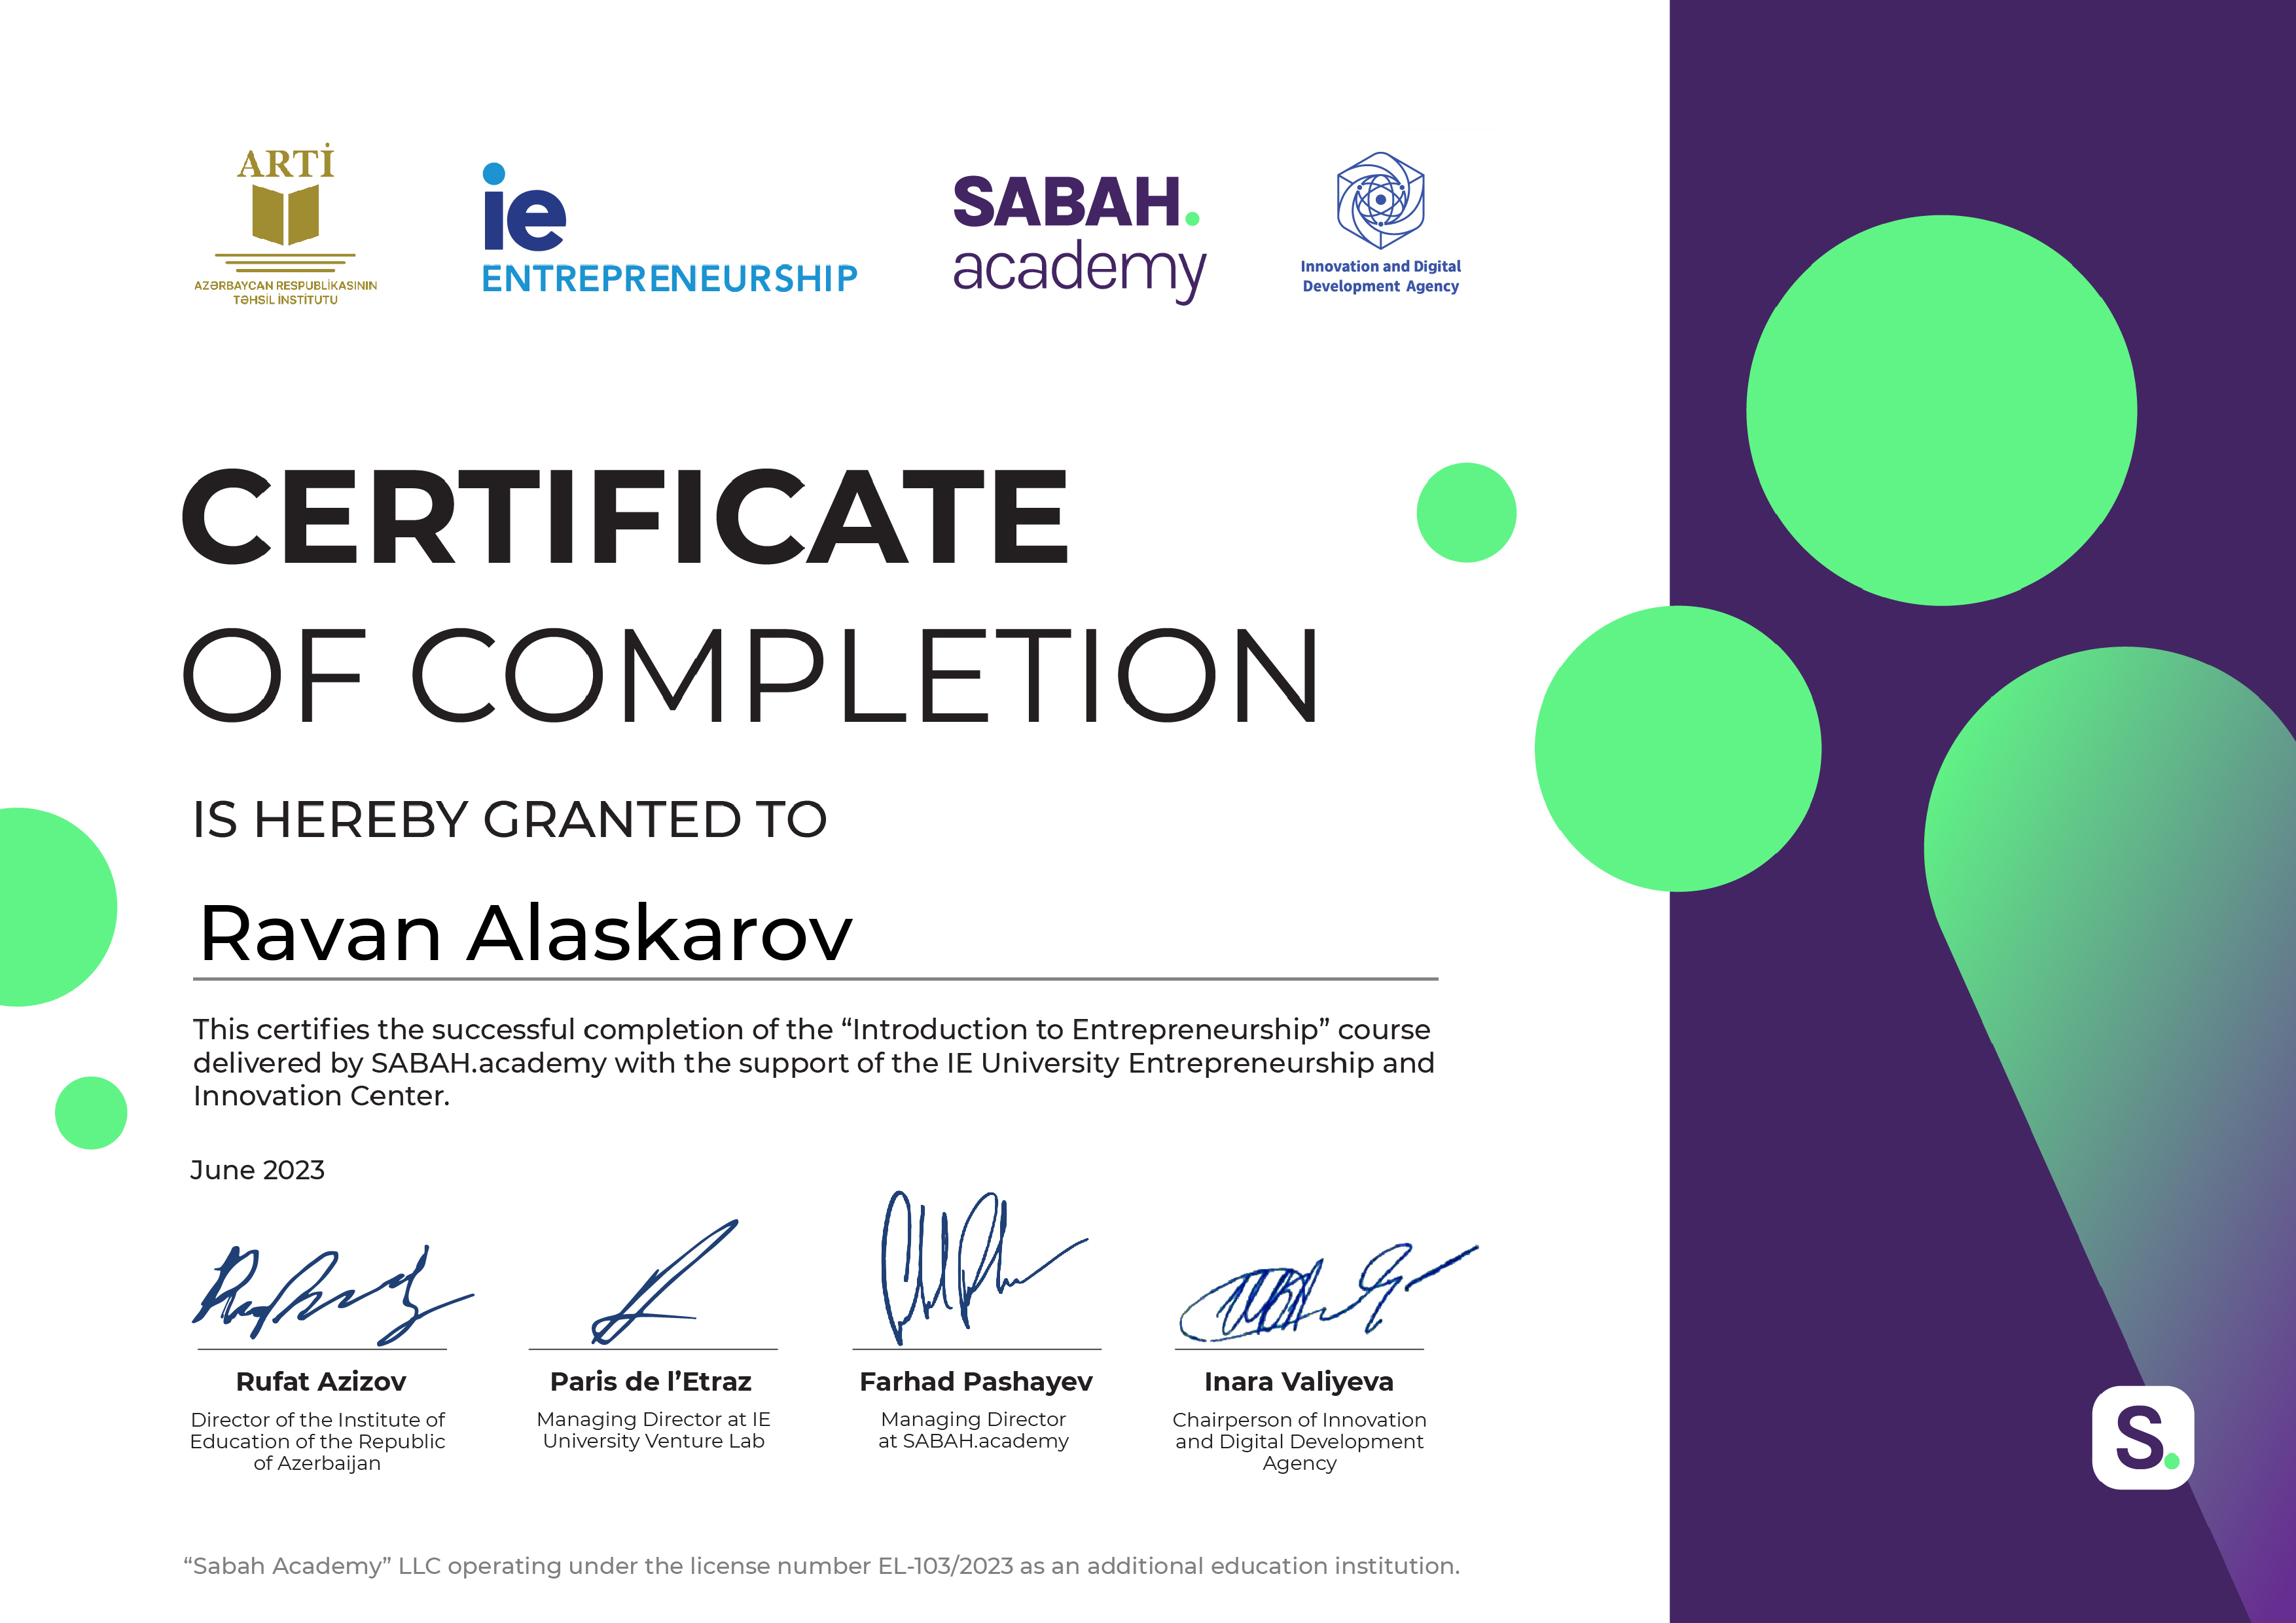 ARTİ
AZƏRBAYCAN RESPUBLİKASININ
TƏHSİL İNSTİTUTU
ie
ENTREPRENEURSHIP
SABAH.
academy
Innovation and Digital
Development Agency
CERTIFICATE
OF COMPLETION
IS HEREBY GRANTED TO
Ravan Alaskarov
This certifies the successful completion of the “Introduction to Entrepreneurship” course
delivered by SABAH.academy with the support of the IE University Entrepreneurship and
Innovation Center.
June 2023
Rufat Azizov
Director of the Institute of
Education of the Republic
of Azerbaijan
Paris de l’Etraz
Managing Director at IE
University Venture Lab
Farhad Pashayev
Managing Director
at SABAH.academy
Inara Valiyeva
Chairperson of Innovation
and Digital Development
Agency
S.
“Sabah Academy” LLC operating under the license number EL-103/2023 as an additional education institution.